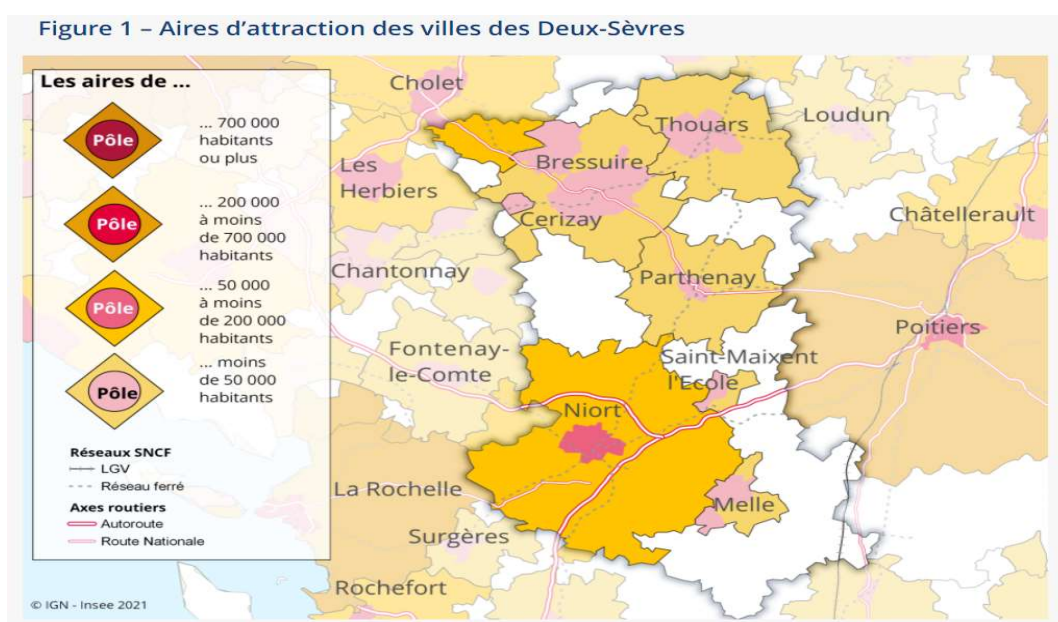 Figure 1 – Aires d’attraction des villes des Deux-Sèvres
Les aires de ...
Pôle
... 700 000
habitants
ou plus
Pôle
... 200 000
à moins
de 700 000
habitants
Pôle
... 50 000
à moins
de 200 000
habitants
Pôle
... moins
de 50 000
habitants
Réseaux SNCF
LGV
Réseau ferré
Axes routiers
Autoroute
Route Nationale
© IGN - Insee 2021
Cholet
Thouars
Loudun
Bressuire
Les
Herbiers
Cerizay
Châtellerault
Chantonnay
Parthenay
Poitiers
Fontenay-
le-Comte
Saint-Maixent
l'Ecole
Niort
La Rochelle
Melle
Surgères
Rochefort